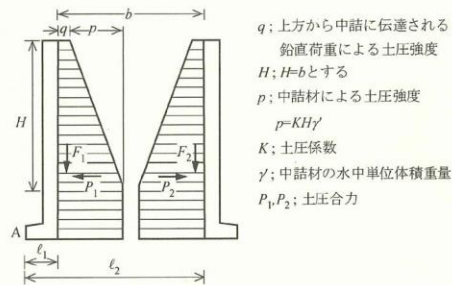 b
q
p
H
F₁
F₂
P₁
P₂
A
ℓ₁
ℓ₂
q；上方から中詰に伝達される
鉛直荷重による土圧強度
H；H=bとする
p；中詰材による土圧強度
p=KHγ′
K；土圧係数
γ′；中詰材の水中単位体積重量
P₁,P₂；土圧合力